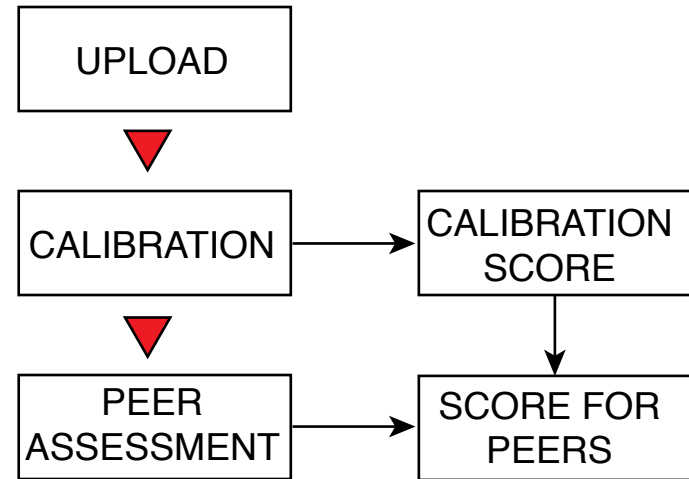 UPLOAD
CALIBRATION
CALIBRATION
SCORE
PEER
ASSESSMENT
SCORE FOR
PEERS